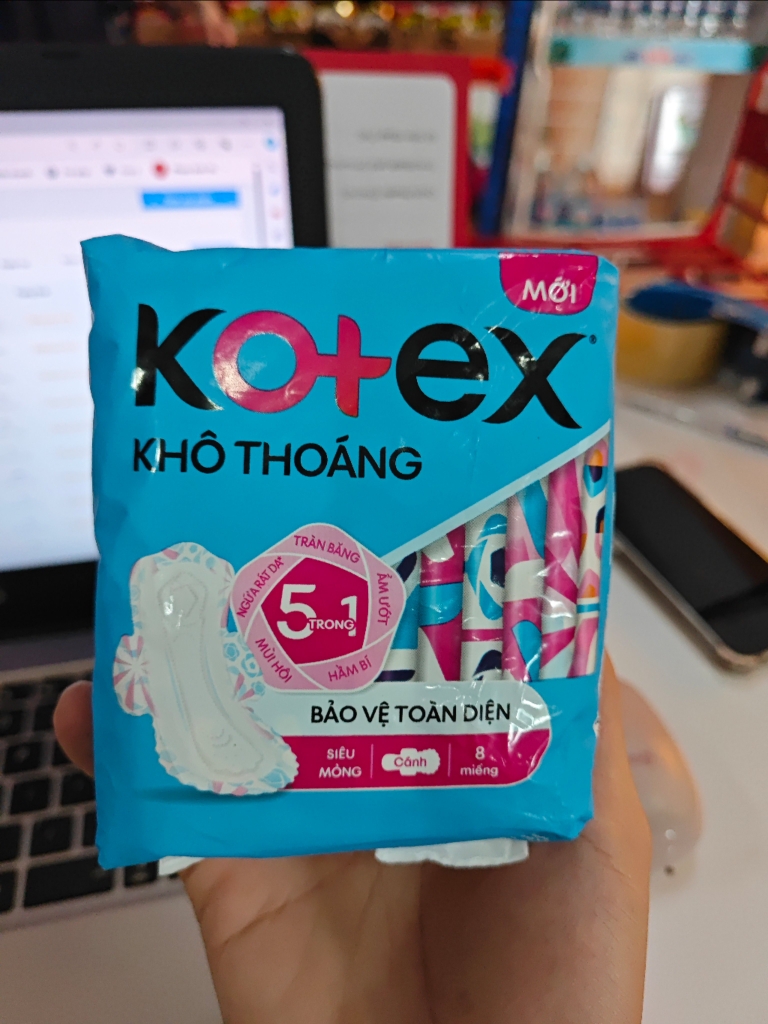 MỚI
Kotex
KHÔ THOÁNG
TRÀN BĂNG
ẨM ƯỚT
HẦM BÍ
MÙI HÔI
NGỪA RÁT DA*
5 TRONG 1
BẢO VỆ TOÀN DIỆN
SIÊU
MỎNG
Cánh
8
miếng